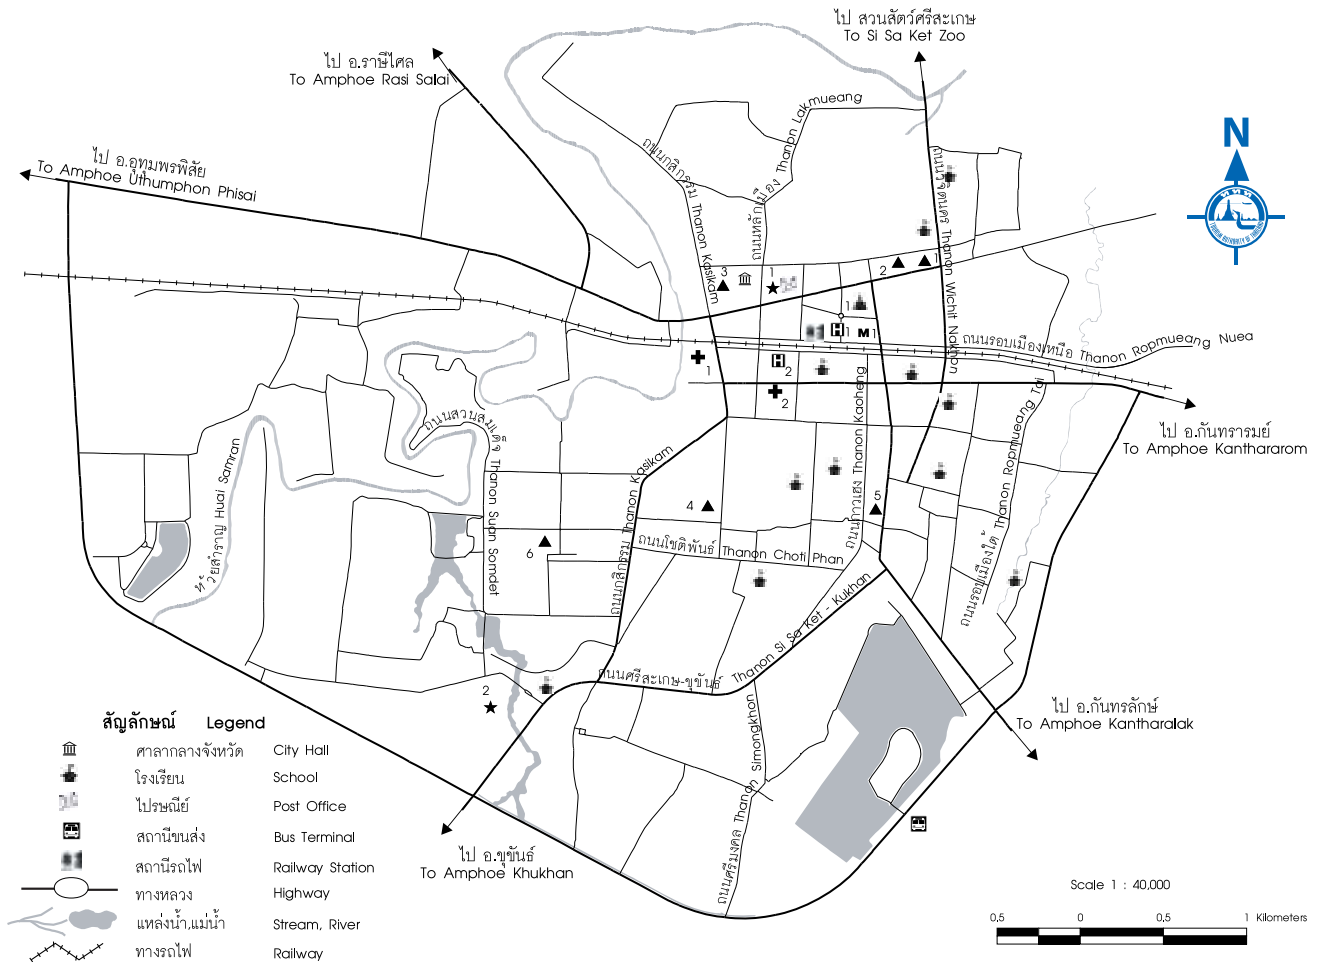 ไป สวนสัตว์ศรีสะเกษ
To Si Sa Ket Zoo
ไป อ.ราษีไศล
To Amphoe Rasi Salai
ไป อ.อุทุมพรพิสัย
To Amphoe Uthumphon Phisai
N
ททท
ถนนกสิกรรม Thanon Kasikam
ถนนหลักเมือง Thanon Lakmueang
ถนนวิจิตนคร Thanon Wichit Nakhon
3
1
2
1
1
1
M 1
1
2
2
ถนนรอบเมืองเหนือ Thanon Ropmueang Nuea
ไป อ.กันทรารมย์
To Amphoe Kanthararom
ถนนสวนสมเด็จ Thanon Suan Somdet
ห้วยสำราญ Huai Samran
ถนนกสิกรรม Thanon Kasikam
ถนนกวาเฮง Thanon Kaoheng
ถนนรอบเมืองใต้ Thanon Ropmueang Tai
4
5
6
ถนนโชติพันธ์ Thanon Choti Phan
ถนนศรีสะเกษ-ขุขันธ์ Thanon Si Sa Ket - Kukhan
2
ถนนศรีมงคล Thanon Simongkhon
ไป อ.กันทรลักษ์
To Amphoe Kantharalak
ไป อ.ขุขันธ์
To Amphoe Khukhan
สัญลักษณ์ Legend
ศาลากลางจังหวัด City Hall
โรงเรียน School
ไปรษณีย์ Post Office
สถานีขนส่ง Bus Terminal
สถานีรถไฟ Railway Station
ทางหลวง Highway
แหล่งน้ำ,แม่น้ำ Stream, River
ทางรถไฟ Railway
Scale 1 : 40,000
0.5 0 0.5 1 Kilometers